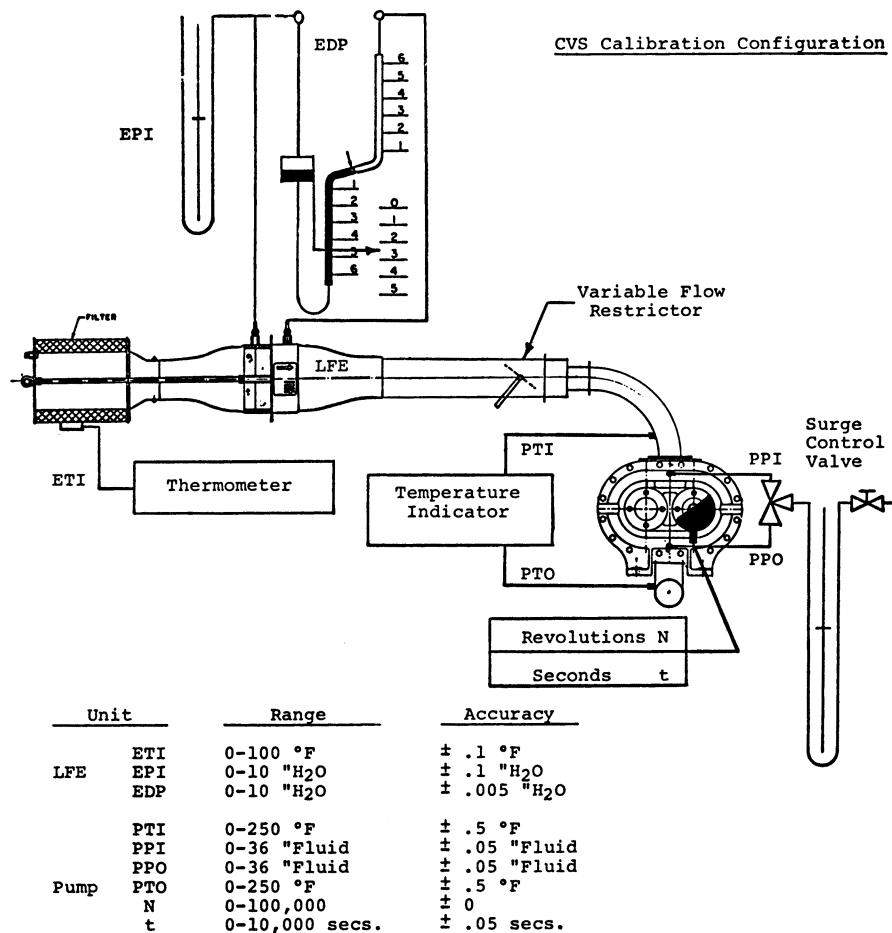 CVS Calibration Configuration
EDP
6
5
4
3
2
1
EPI
1
2
3
4
5
6
0
1
2
3
4
5
Variable Flow
Restrictor
FILTER
LFE
Surge
Control
Valve
PTI
PPI
ETI
Thermometer
Temperature
Indicator
PTO
PPO
Revolutions N
Seconds t
Unit Range Accuracy
ETI 0-100 °F ± .1 °F
LFE EPI 0-10 "H₂O ± .1 "H₂O
EDP 0-10 "H₂O ± .005 "H₂O
PTI 0-250 °F ± .5 °F
PPI 0-36 "Fluid ± .05 "Fluid
PPO 0-36 "Fluid ± .05 "Fluid
Pump PTO 0-250 °F ± .5 °F
N 0-100,000 ± 0
t 0-10,000 secs. ± .05 secs.